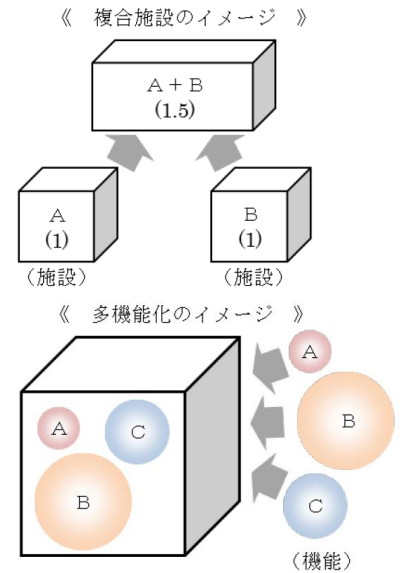 《 複合施設のイメージ 》
A + B
(1.5)
A
(1)
B
(1)
(施設)
(施設)
《 多機能化のイメージ 》
A
B
C
A
C
B
(機能)